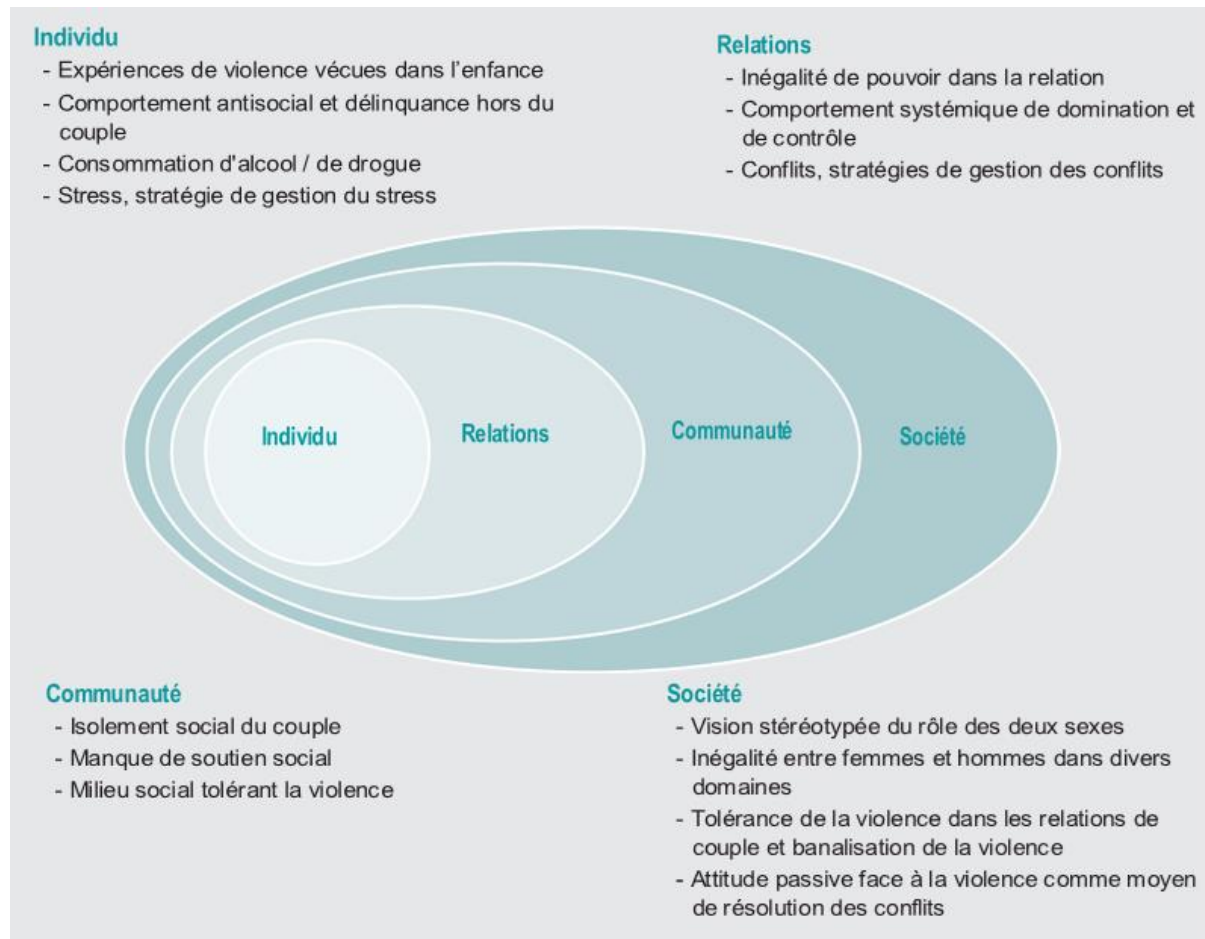 Individu
- Expériences de violence vécues dans l'enfance
- Comportement antisocial et délinquance hors du
couple
- Consommation d'alcool / de drogue
- Stress, stratégie de gestion du stress
Relations
- Inégalité de pouvoir dans la relation
- Comportement systémique de domination et
de contrôle
- Conflits, stratégies de gestion des conflits
Individu
Relations
Communauté
Société
Communauté
- Isolement social du couple
- Manque de soutien social
- Milieu social tolérant la violence
Société
- Vision stéréotypée du rôle des deux sexes
- Inégalité entre femmes et hommes dans divers
domaines
- Tolérance de la violence dans les relations de
couple et banalisation de la violence
- Attitude passive face à la violence comme moyen
de résolution des conflits